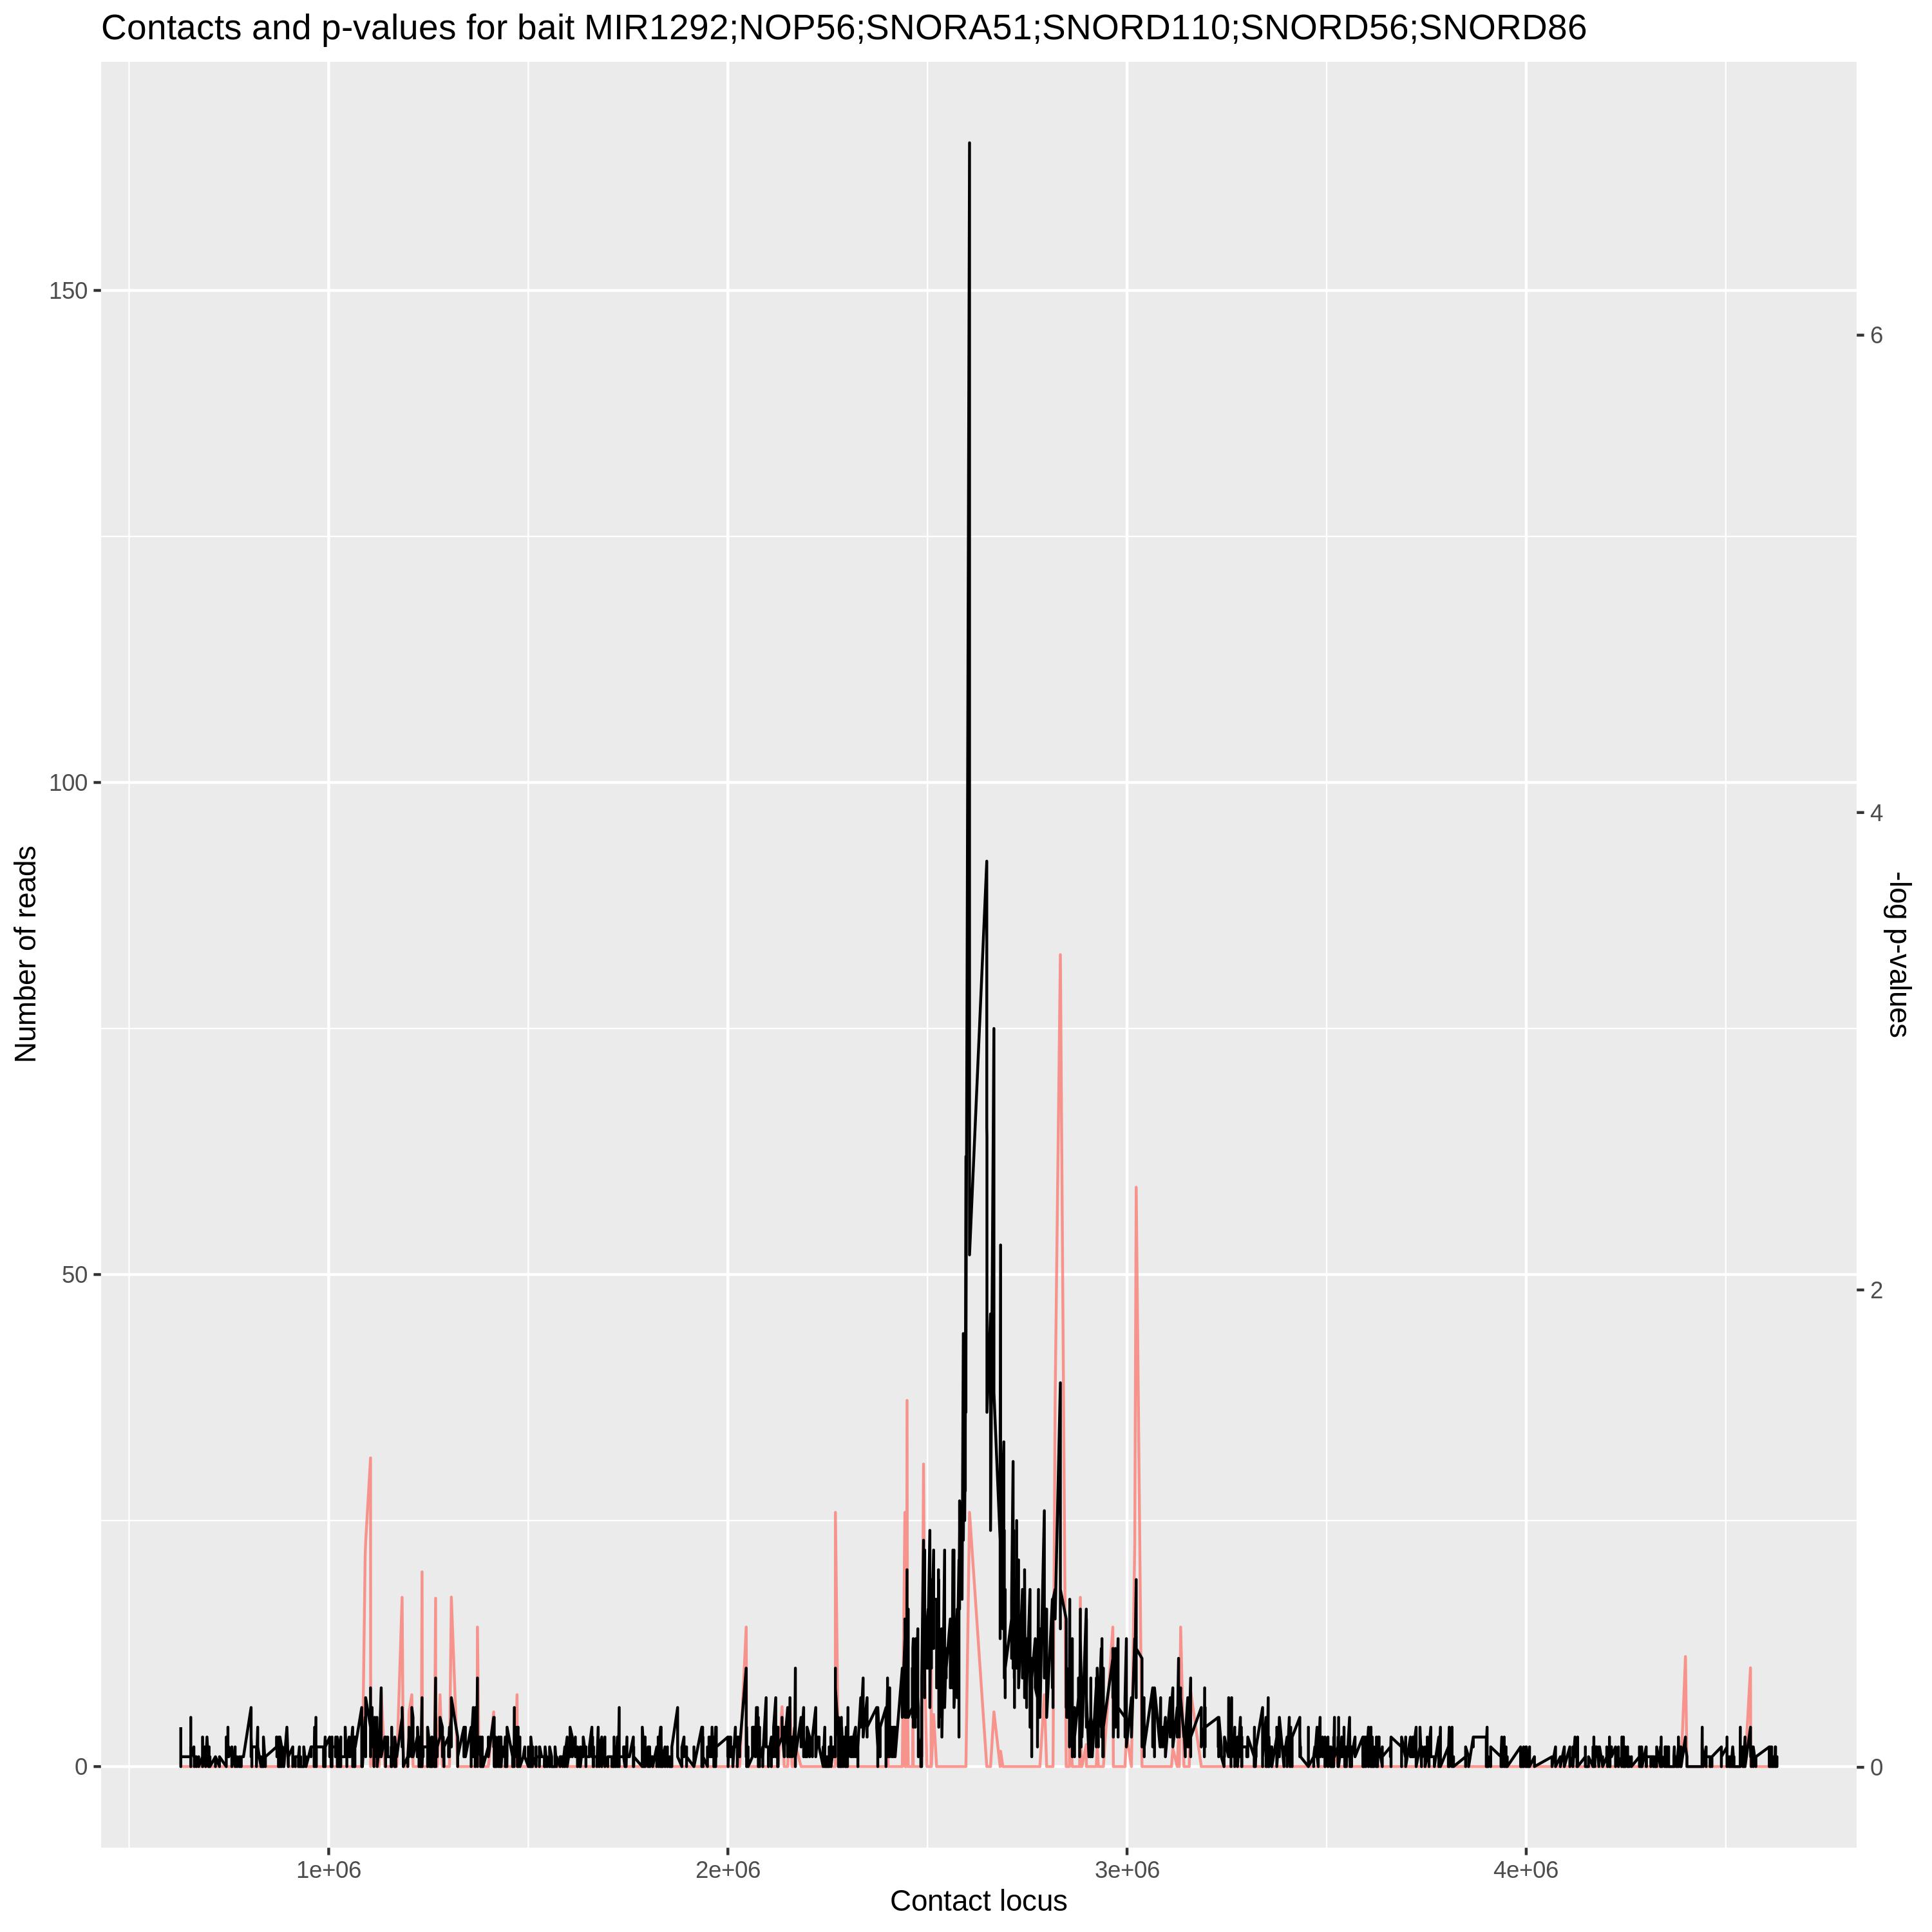 Contacts and p-values for bait MIR1292;NOP56;SNORA51;SNORD110;SNORD56;SNORD86
150
100
50
0
Number of reads
6
4
2
0
-log p-values
1e+06
2e+06
3e+06
4e+06
Contact locus